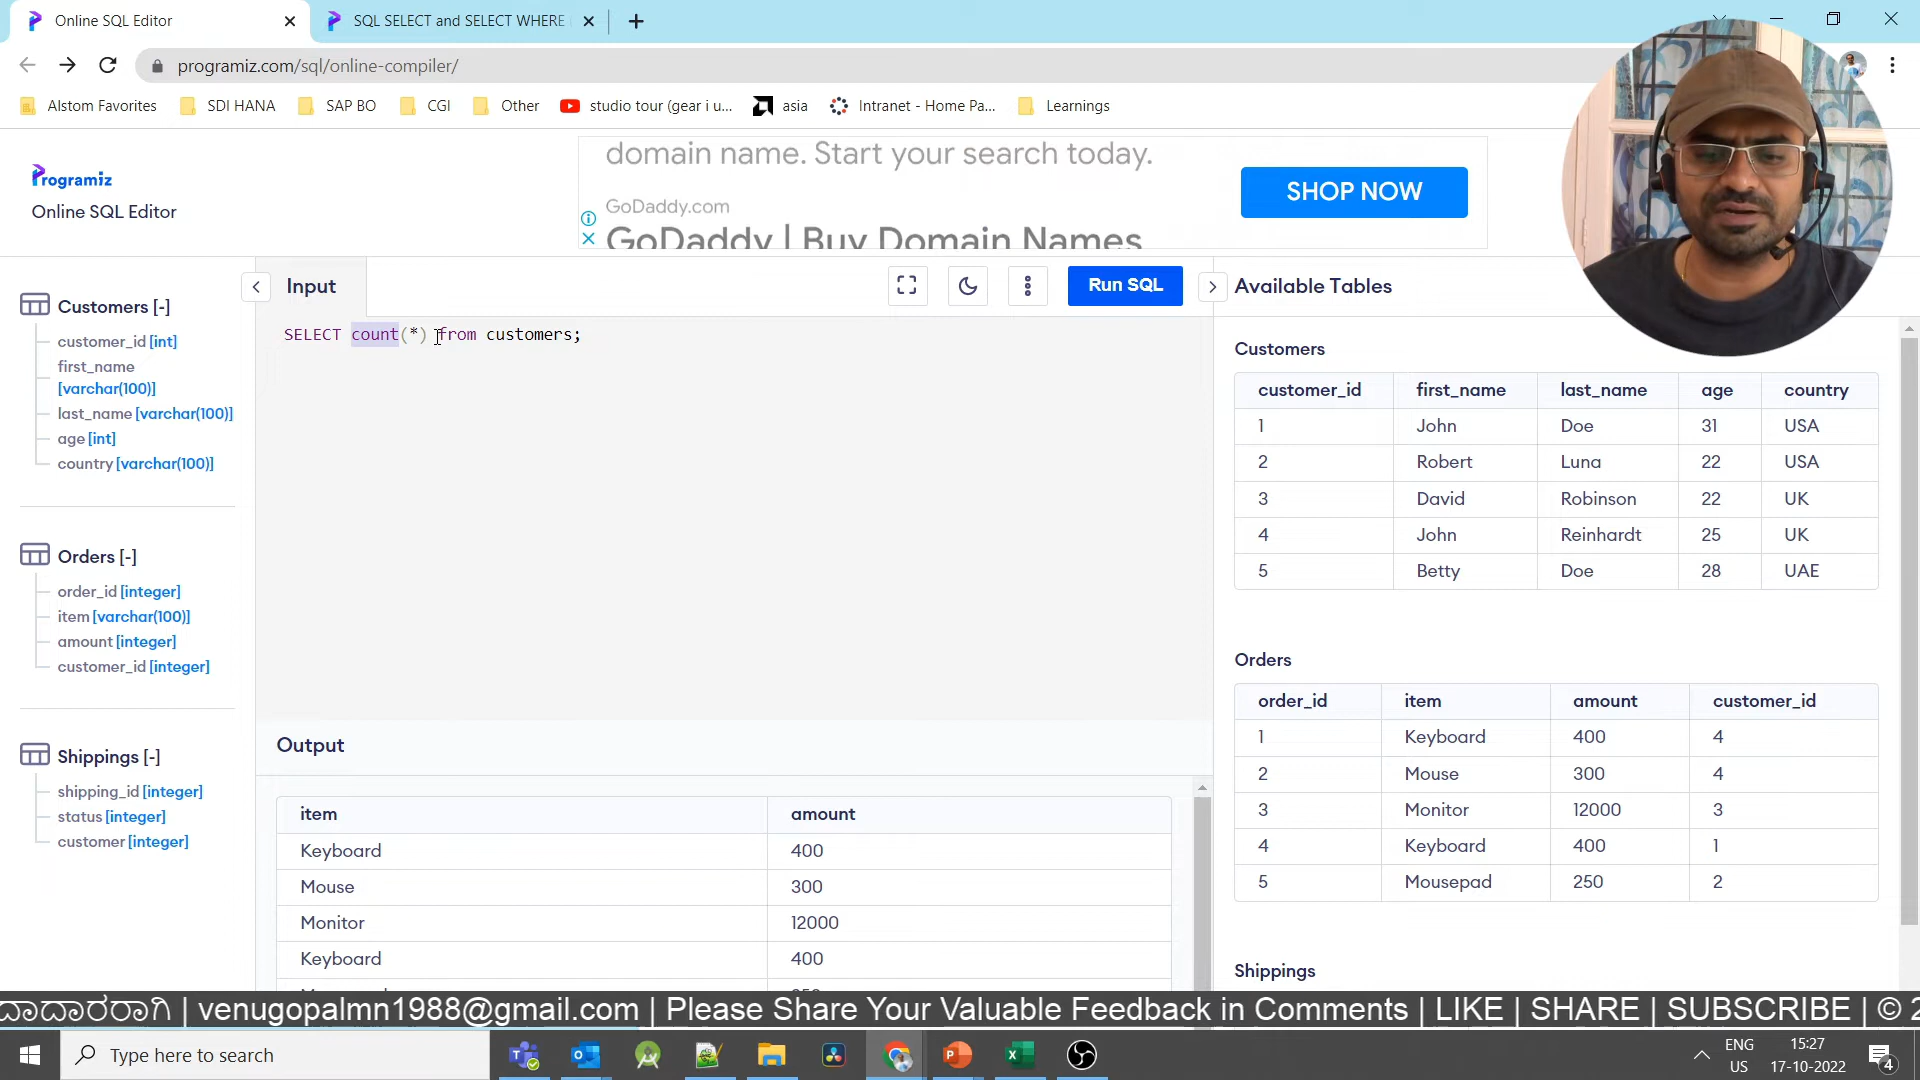 Online SQL Editor
SQL SELECT and SELECT WHERE
programiz.com/sql/online-compiler/
Alstom Favorites
SDI HANA
SAP BO
CGI
Other
studio tour (gear i u...
asia
Intranet - Home Pa...
Learnings
Programiz
Online SQL Editor
domain name. Start your search today.
GoDaddy.com
GoDaddy | Buy Domain Names
SHOP NOW
Customers [-]
customer_id [int]
first_name
[varchar(100)]
last_name [varchar(100)]
age [int]
country [varchar(100)]
Orders [-]
order_id [integer]
item [varchar(100)]
amount [integer]
customer_id [integer]
Shippings [-]
shipping_id [integer]
status [integer]
customer [integer]
Input
Run SQL
SELECT count(*) from customers;
Output
item amount
Keyboard 400
Mouse 300
Monitor 12000
Keyboard 400
Available Tables
Customers
customer_id first_name last_name age country
1 John Doe 31 USA
2 Robert Luna 22 USA
3 David Robinson 22 UK
4 John Reinhardt 25 UK
5 Betty Doe 28 UAE
Orders
order_id item amount customer_id
1 Keyboard 400 4
2 Mouse 300 4
3 Monitor 12000 3
4 Keyboard 400 1
5 Mousepad 250 2
Shippings
| venugopalmn1988@gmail.com | Please Share Your Valuable Feedback in Comments | LIKE | SHARE | SUBSCRIBE | © 2
Type here to search
ENG
US
15:27
17-10-2022
4